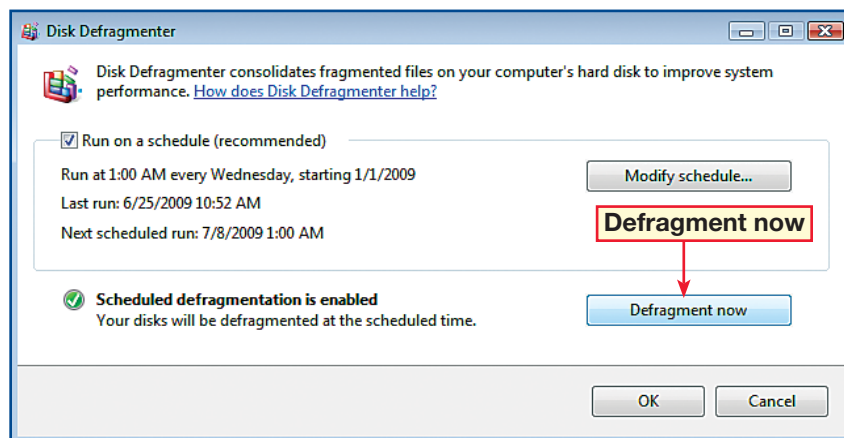 Disk Defragmenter
Disk Defragmenter consolidates fragmented files on your computer's hard disk to improve system
performance. How does Disk Defragmenter help?
Run on a schedule (recommended)
Run at 1:00 AM every Wednesday, starting 1/1/2009
Modify schedule...
Last run: 6/25/2009 10:52 AM
Defragment now
Next scheduled run: 7/8/2009 1:00 AM
Scheduled defragmentation is enabled
Your disks will be defragmented at the scheduled time.
Defragment now
OK
Cancel